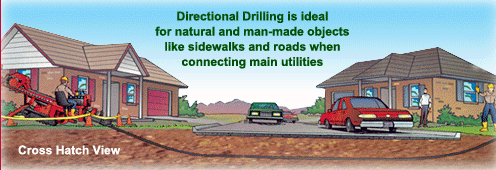 Directional Drilling is ideal
for natural and man-made objects
like sidewalks and roads when
connecting main utilities
Cross Hatch View